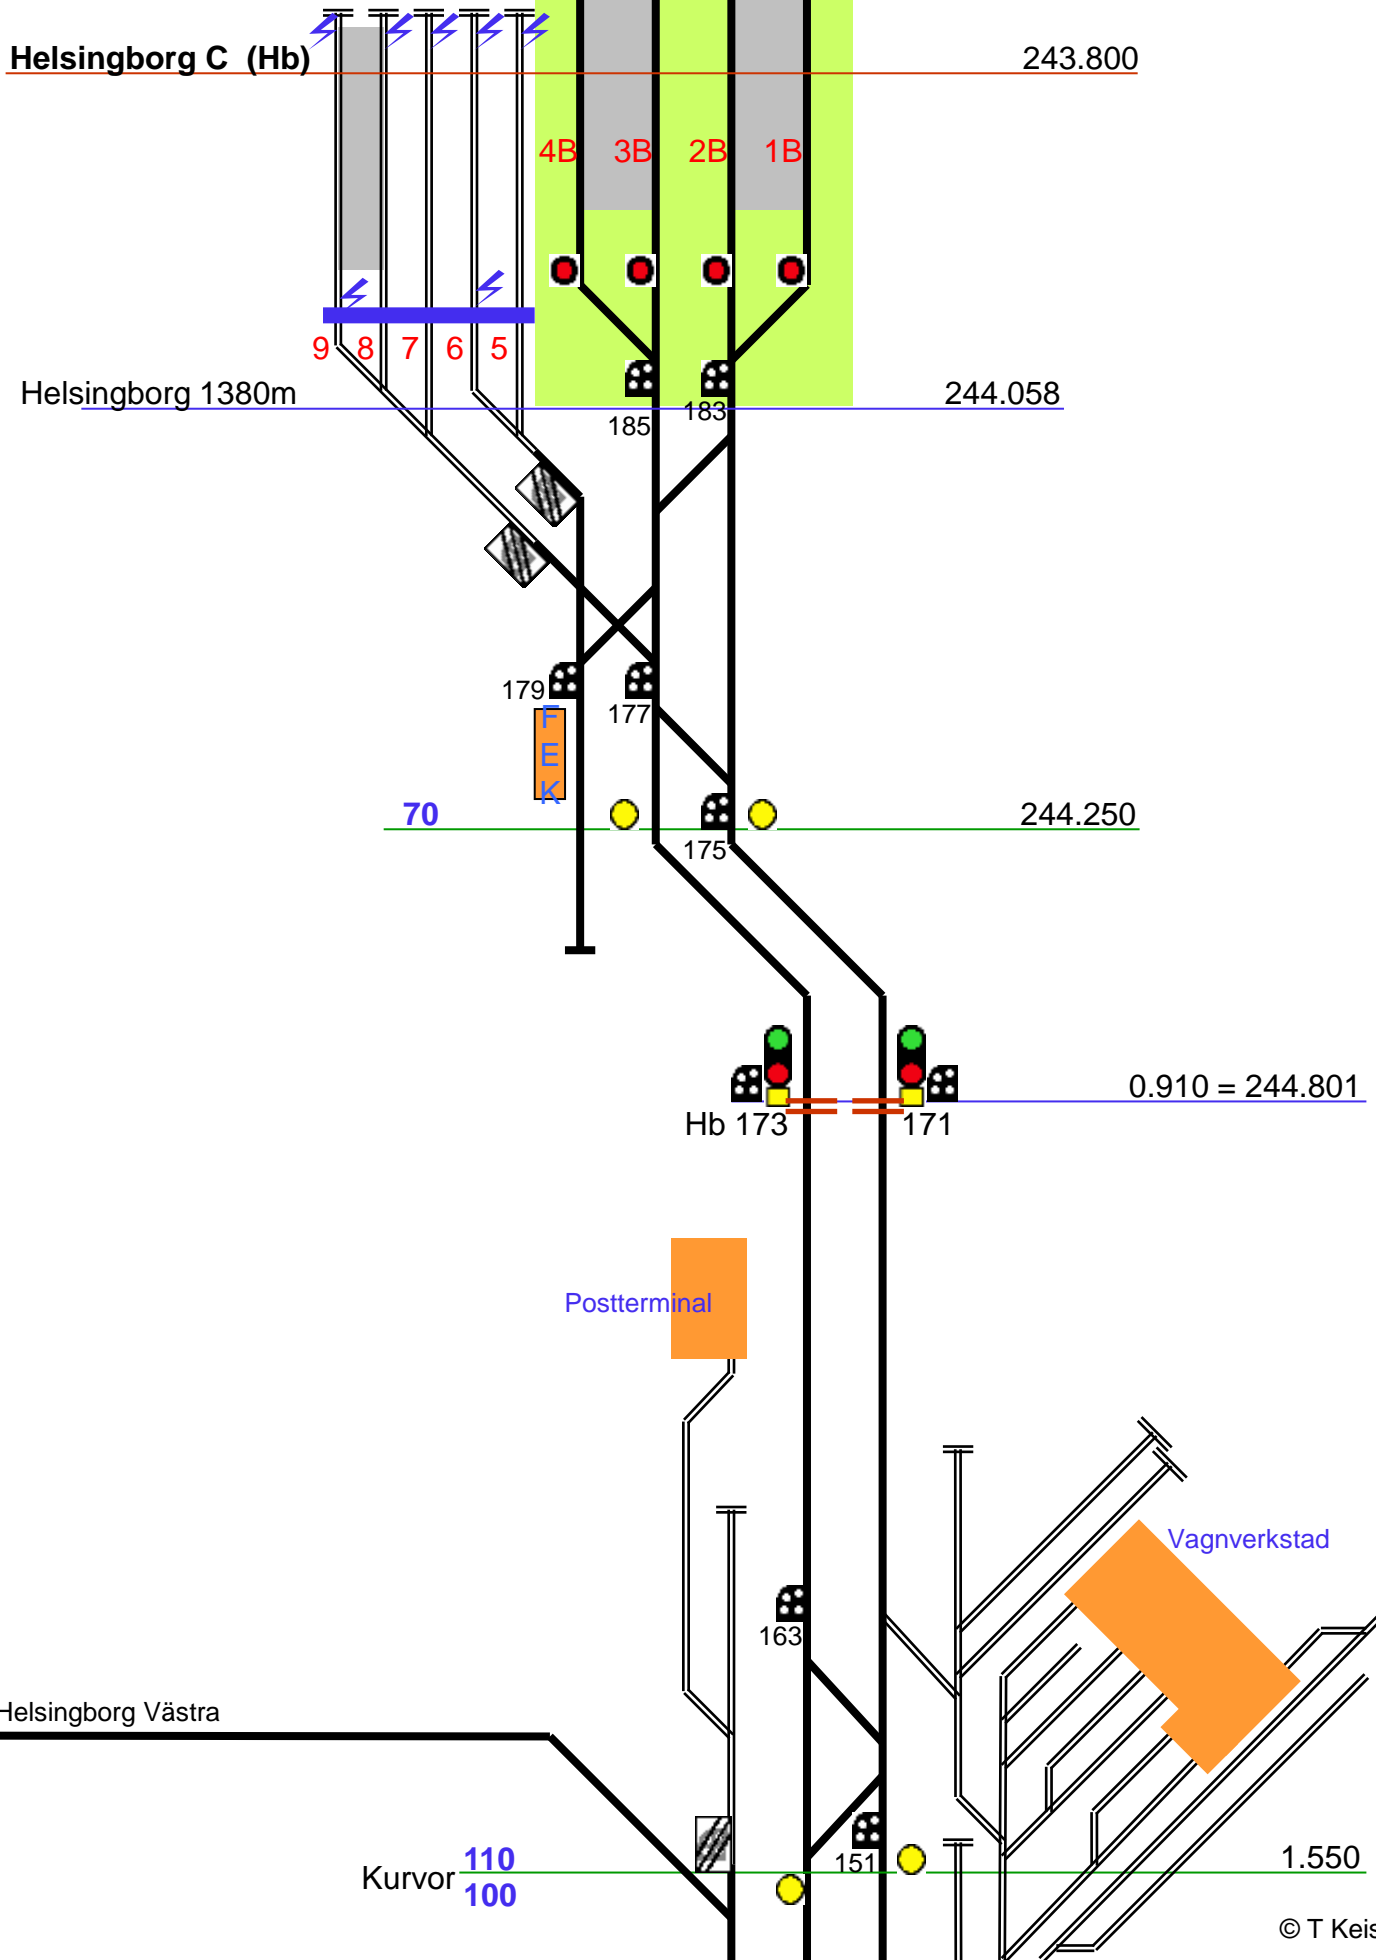 Helsingborg C (Hb)
243.800
4B 3B 2B 1B
9 8 7 6 5
Helsingborg 1380m
244.058
185 183
179 177
F
E
K
70
244.250
175
0.910 = 244.801
Hb 173 171
Postterminal
Vagnverkstad
163
Helsingborg Västra
110
Kurvor
100
151
1.550
© T Keis